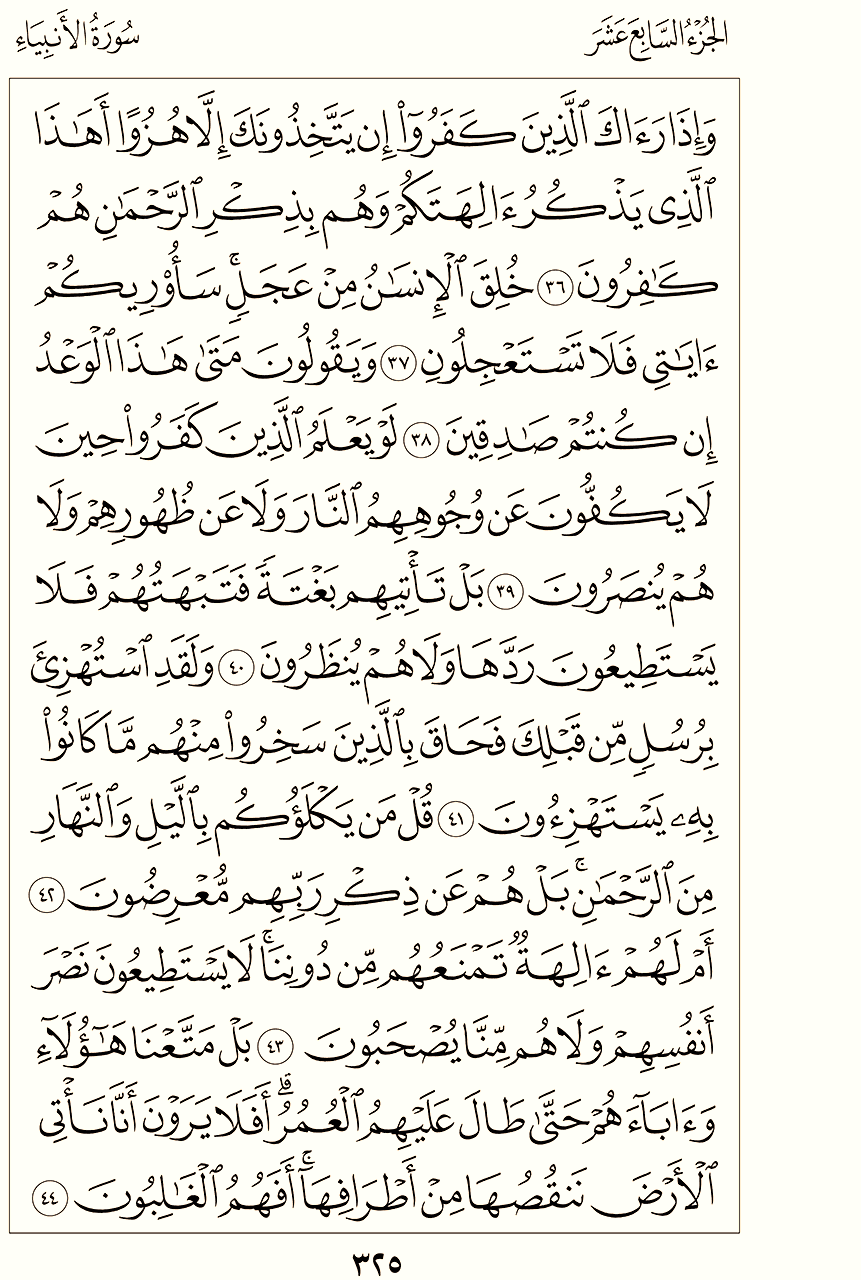 الجزء السابع عشر
سورة الأنبياء
وَإِذَا رَءَاكَ ٱلَّذِينَ كَفَرُوٓا۟ إِن يَتَّخِذُونَكَ إِلَّا هُزُوًا أَهَـٰذَا
ٱلَّذِى يَذْكُرُ ءَالِهَتَكُمْ وَهُم بِذِكْرِ ٱلرَّحْمَـٰنِ هُمْ
كَـٰفِرُونَ ٣٦ خُلِقَ ٱلْإِنسَـٰنُ مِنْ عَجَلٍۢ ۚ سَأُو۟رِيكُمْ
ءَايَـٰتِى فَلَا تَسْتَعْجِلُونِ ٣٧ وَيَقُولُونَ مَتَىٰ هَـٰذَا ٱلْوَعْدُ
إِن كُنتُمْ صَـٰدِقِينَ ٣٨ لَوْ يَعْلَمُ ٱلَّذِينَ كَفَرُوا۟ حِينَ
لَا يَكُفُّونَ عَن وُجُوهِهِمُ ٱلنَّارَ وَلَا عَن ظُهُورِهِمْ وَلَا
هُمْ يُنصَرُونَ ٣٩ بَلْ تَأْتِيهِم بَغْتَةًۭ فَتَبْهَتُهُمْ فَلَا
يَسْتَطِيعُونَ رَدَّهَا وَلَا هُمْ يُنظَرُونَ ٤٠ وَلَقَدِ ٱسْتُهْزِئَ
بِرُسُلٍۢ مِّن قَبْلِكَ فَحَاقَ بِٱلَّذِينَ سَخِرُوا۟ مِنْهُم مَّا كَانُوا۟
بِهِۦ يَسْتَهْزِءُونَ ٤١ قُلْ مَن يَكْلَؤُكُم بِٱلَّيْلِ وَٱلنَّهَارِ
مِنَ ٱلرَّحْمَـٰنِ ۚ بَلْ هُمْ عَن ذِكْرِ رَبِّهِم مُّعْرِضُونَ ٤٢
أَمْ لَهُمْ ءَالِهَةٌۭ تَمْنَعُهُم مِّن دُونِنَا ۚ لَا يَسْتَطِيعُونَ نَصْرَ
أَنفُسِهِمْ وَلَا هُم مِّنَّا يُصْحَبُونَ ٤٣ بَلْ مَتَّعْنَا هَـٰٓؤُلَآءِ
وَءَابَآءَهُمْ حَتَّىٰ طَالَ عَلَيْهِمُ ٱلْعُمُرُ ۗ أَفَلَا يَرَوْنَ أَنَّا نَأْتِى
ٱلْأَرْضَ نَنقُصُهَا مِنْ أَطْرَافِهَآ ۚ أَفَهُمُ ٱلْغَـٰلِبُونَ ٤٤
٣٢٥